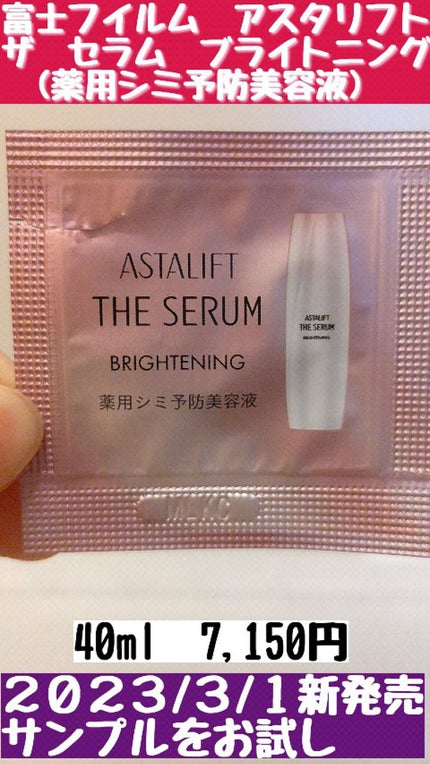 富士フイルム　アスタリフト
ザ　セラム　ブライトニング
(薬用シミ予防美容液)
ASTALIFT
THE SERUM
BRIGHTENING
薬用シミ予防美容液
ASTALIFT
THE SERUM
BRIGHTENING
MLKC
40ml　7,150円
２０２３/３/１新発売
サンプルをお試し